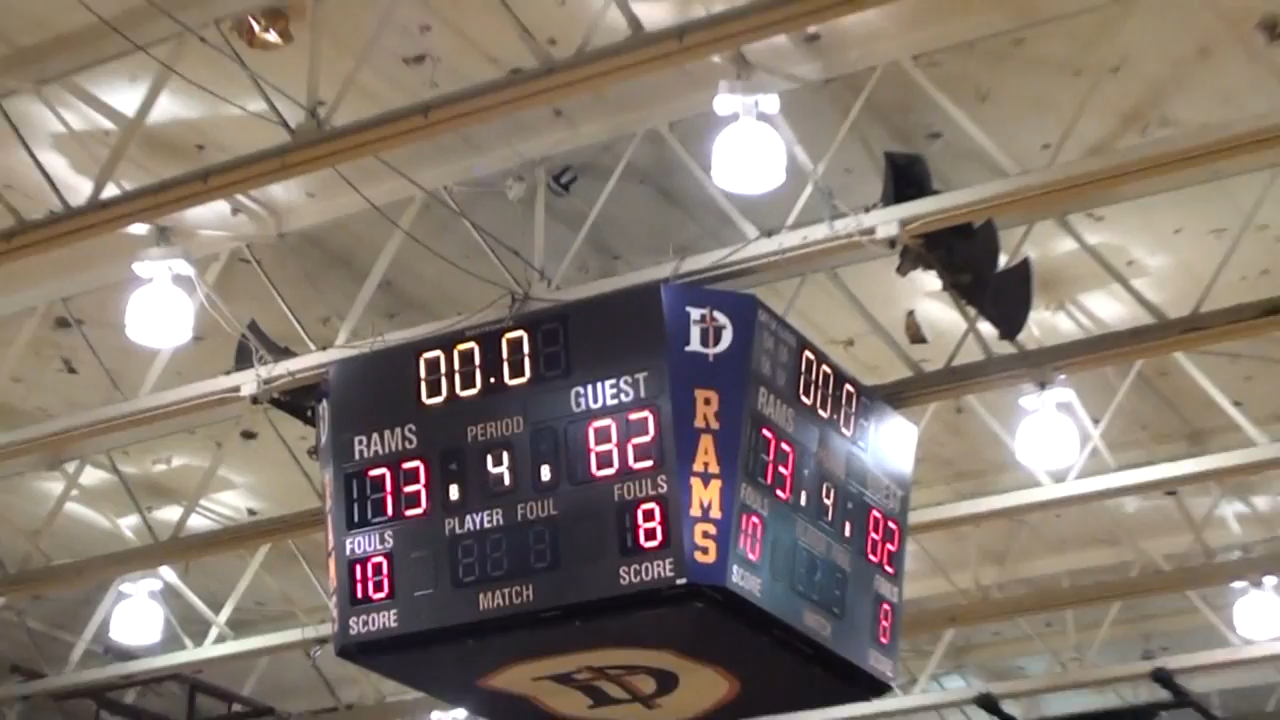 00.0
GUEST
RAMS PERIOD
73 B 4 B 82
FOULS PLAYER FOUL FOULS
10 8
SCORE MATCH SCORE
D
RAMS
00.0
RAMS
73 4 82
FOULS
10 8
SCORE
D